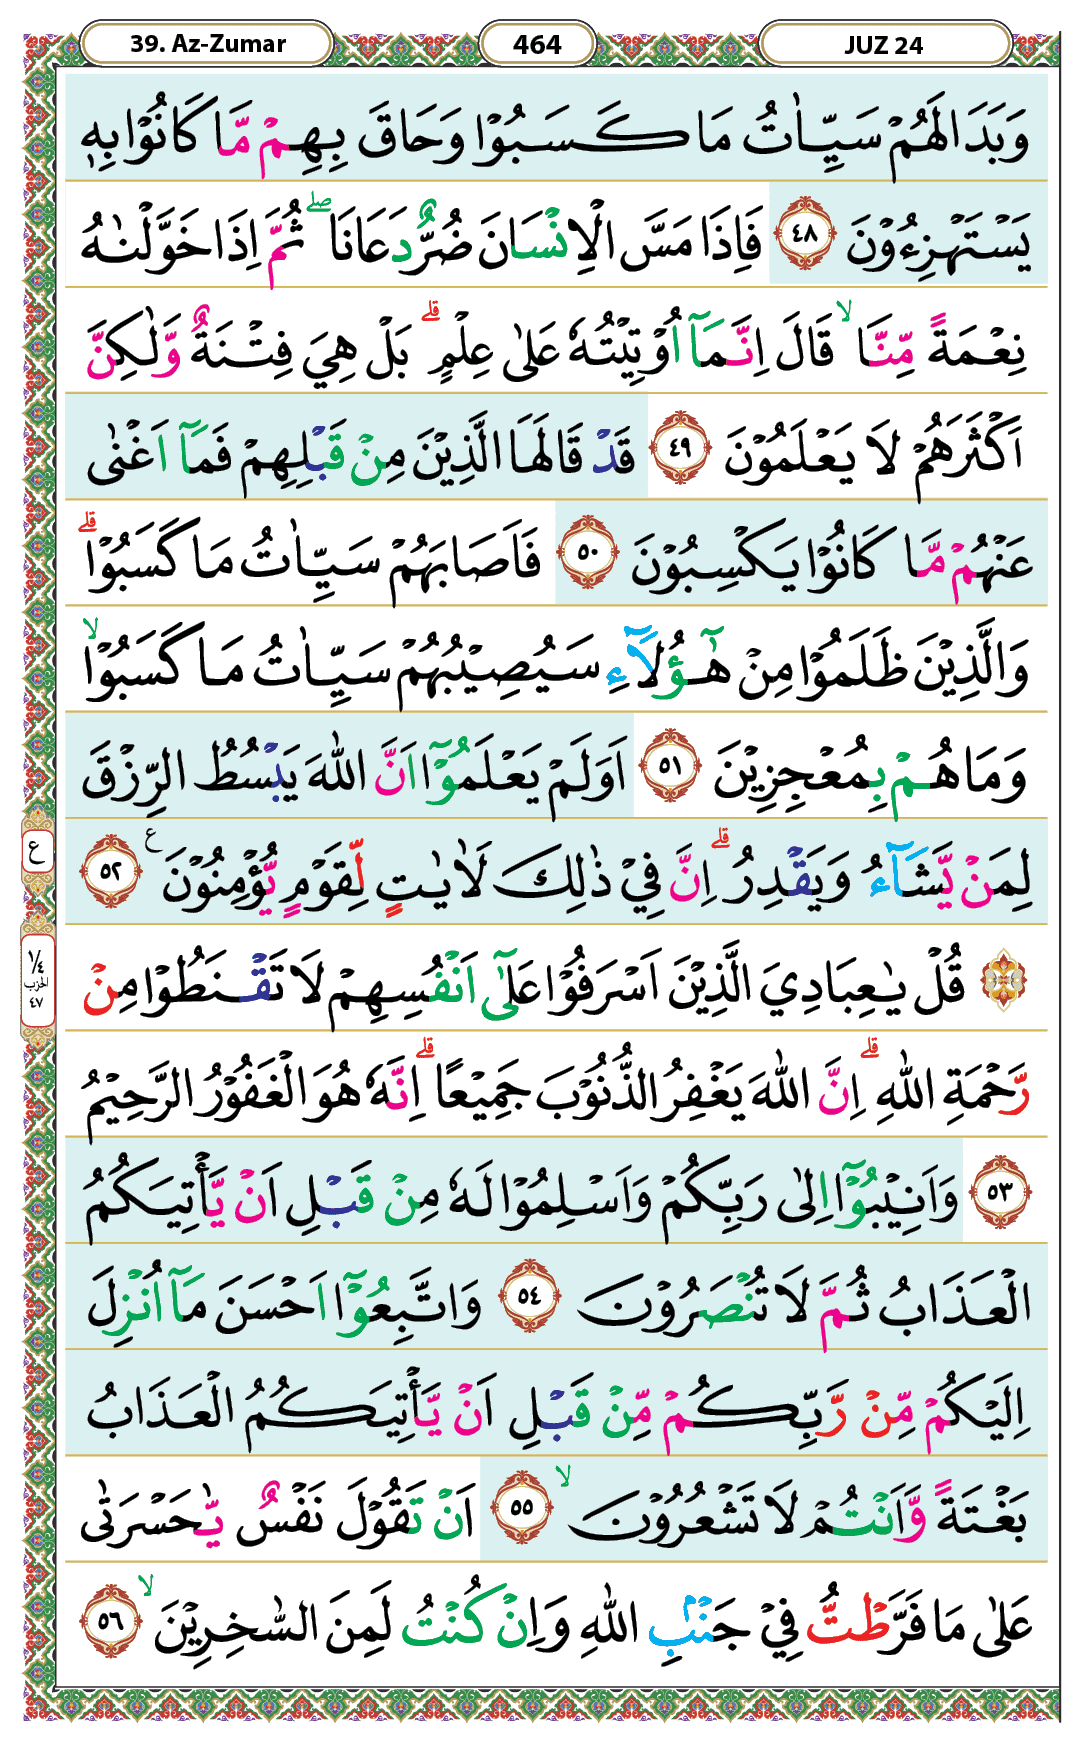 39. Az-Zumar 464 JUZ 24
وَبَدَا لَهُمْ سَيِّاٰتُ مَا كَسَبُوْا وَحَاقَ بِهِمْ مَّا كَانُوْا بِهٖ
يَسْتَهْزِءُوْنَ ٤٨ فَاِذَا مَسَّ الْاِنْسَانَ ضُرٌّ دَعَانَا ۖ ثُمَّ اِذَا خَوَّلْنٰهُ
نِعْمَةً مِّنَّا ۙ قَالَ اِنَّمَآ اُوْتِيْتُهٗ عَلٰى عِلْمٍ ۗ بَلْ هِيَ فِتْنَةٌ وَّلٰكِنَّ
اَكْثَرَهُمْ لَا يَعْلَمُوْنَ ٤٩ قَدْ قَالَهَا الَّذِيْنَ مِنْ قَبْلِهِمْ فَمَآ اَغْنٰى
عَنْهُمْ مَّا كَانُوْا يَكْسِبُوْنَ ٥٠ فَاَصَابَهُمْ سَيِّاٰتُ مَا كَسَبُوْا ۗ
وَالَّذِيْنَ ظَلَمُوْا مِنْ هٰٓؤُلَآءِ سَيُصِيْبُهُمْ سَيِّاٰتُ مَا كَسَبُوْا ۙ
وَمَا هُمْ بِمُعْجِزِيْنَ ٥١ اَوَلَمْ يَعْلَمُوْٓا اَنَّ اللّٰهَ يَبْسُطُ الرِّزْقَ
لِمَنْ يَّشَآءُ وَيَقْدِرُ ۗ اِنَّ فِيْ ذٰلِكَ لَاٰيٰتٍ لِّقَوْمٍ يُّؤْمِنُوْنَ ع ٥٢
ع
۞ قُلْ يٰعِبَادِيَ الَّذِيْنَ اَسْرَفُوْا عَلٰٓى اَنْفُسِهِمْ لَا تَقْنَطُوْا مِنْ
١/٤ الحزب ٤٧
رَّحْمَةِ اللّٰهِ ۗ اِنَّ اللّٰهَ يَغْفِرُ الذُّنُوْبَ جَمِيْعًا ۗ اِنَّهٗ هُوَ الْغَفُوْرُ الرَّحِيْمُ
٥٣ وَاَنِيْبُوْٓا اِلٰى رَبِّكُمْ وَاَسْلِمُوْا لَهٗ مِنْ قَبْلِ اَنْ يَّأْتِيَكُمُ
الْعَذَابُ ثُمَّ لَا تُنْصَرُوْنَ ٥٤ وَاتَّبِعُوْٓا اَحْسَنَ مَآ اُنْزِلَ
اِلَيْكُمْ مِّنْ رَّبِّكُمْ مِّنْ قَبْلِ اَنْ يَّأْتِيَكُمُ الْعَذَابُ
بَغْتَةً وَّاَنْتُمْ لَا تَشْعُرُوْنَ ۙ ٥٥ اَنْ تَقُوْلَ نَفْسٌ يّٰحَسْرَتٰى
عَلٰى مَا فَرَّطْتُّ فِيْ جَنْۢبِ اللّٰهِ وَاِنْ كُنْتُ لَمِنَ السّٰخِرِيْنَ ۙ ٥٦